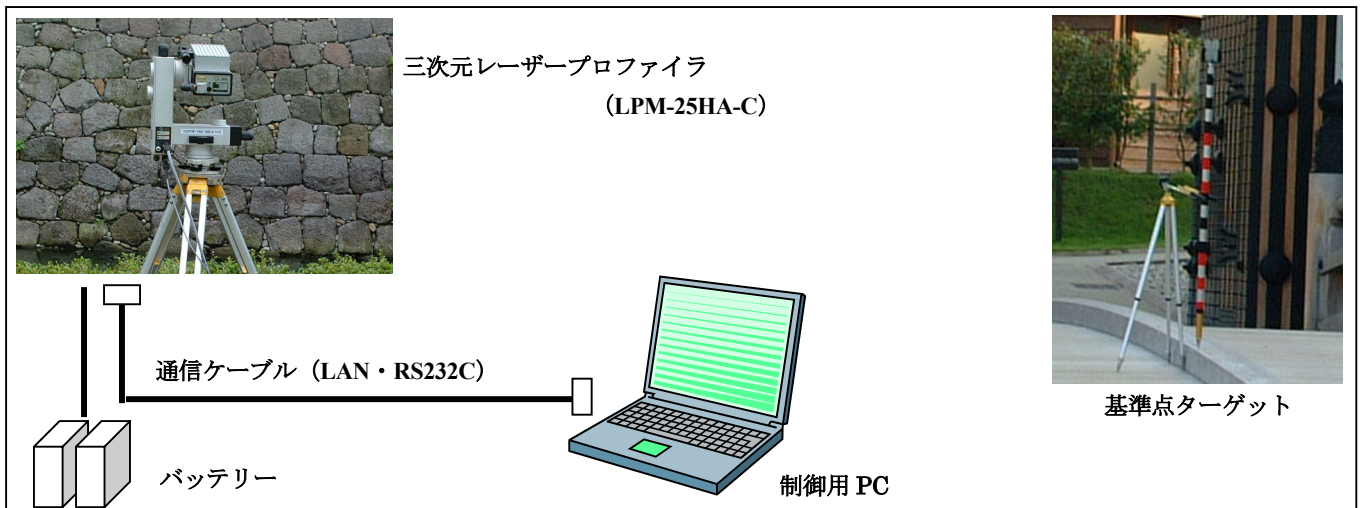 三次元レーザープロファイラ
（LPM-25HA-C）
通信ケーブル（LAN・RS232C）
基準点ターゲット
バッテリー
制御用 PC